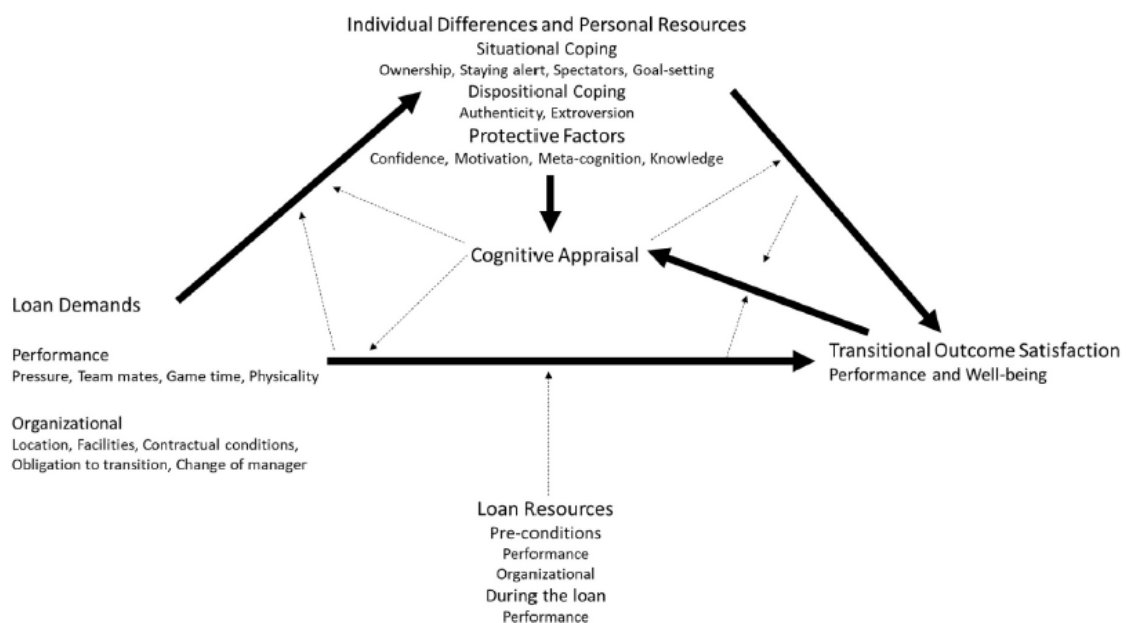 Individual Differences and Personal Resources
Situational Coping
Ownership, Staying alert, Spectators, Goal-setting
Dispositional Coping
Authenticity, Extroversion
Protective Factors
Confidence, Motivation, Meta-cognition, Knowledge
Cognitive Appraisal
Loan Demands
Performance
Pressure, Team mates, Game time, Physicality
Organizational
Location, Facilities, Contractual conditions,
Obligation to transition, Change of manager
Transitional Outcome Satisfaction
Performance and Well-being
Loan Resources
Pre-conditions
Performance
Organizational
During the loan
Performance